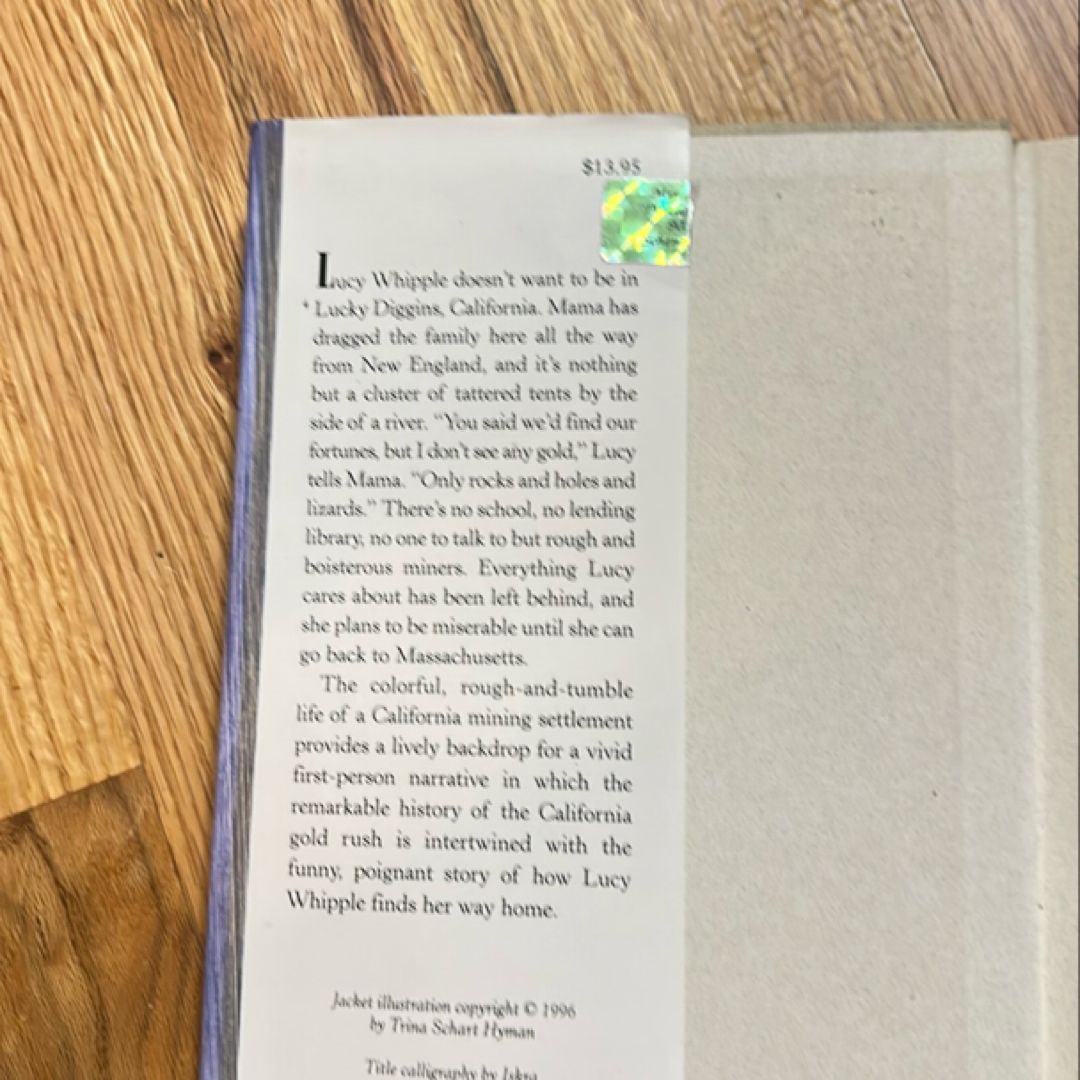 $13.95
Lucy Whipple doesn't want to be in
Lucky Diggins, California. Mama has
dragged the family here all the way
from New England, and it's nothing
but a cluster of tattered tents by the
side of a river. "You said we'd find our
fortunes, but I don't see any gold," Lucy
tells Mama. "Only rocks and holes and
lizards." There's no school, no lending
library, no one to talk to but rough and
boisterous miners. Everything Lucy
cares about has been left behind, and
she plans to be miserable until she can
go back to Massachusetts.
The colorful, rough-and-tumble
life of a California mining settlement
provides a lively backdrop for a vivid
first-person narrative in which the
remarkable history of the California
gold rush is intertwined with the
funny, poignant story of how Lucy
Whipple finds her way home.
Jacket illustration copyright © 1996
by Trina Schart Hyman
Title calligraphy by Iskra